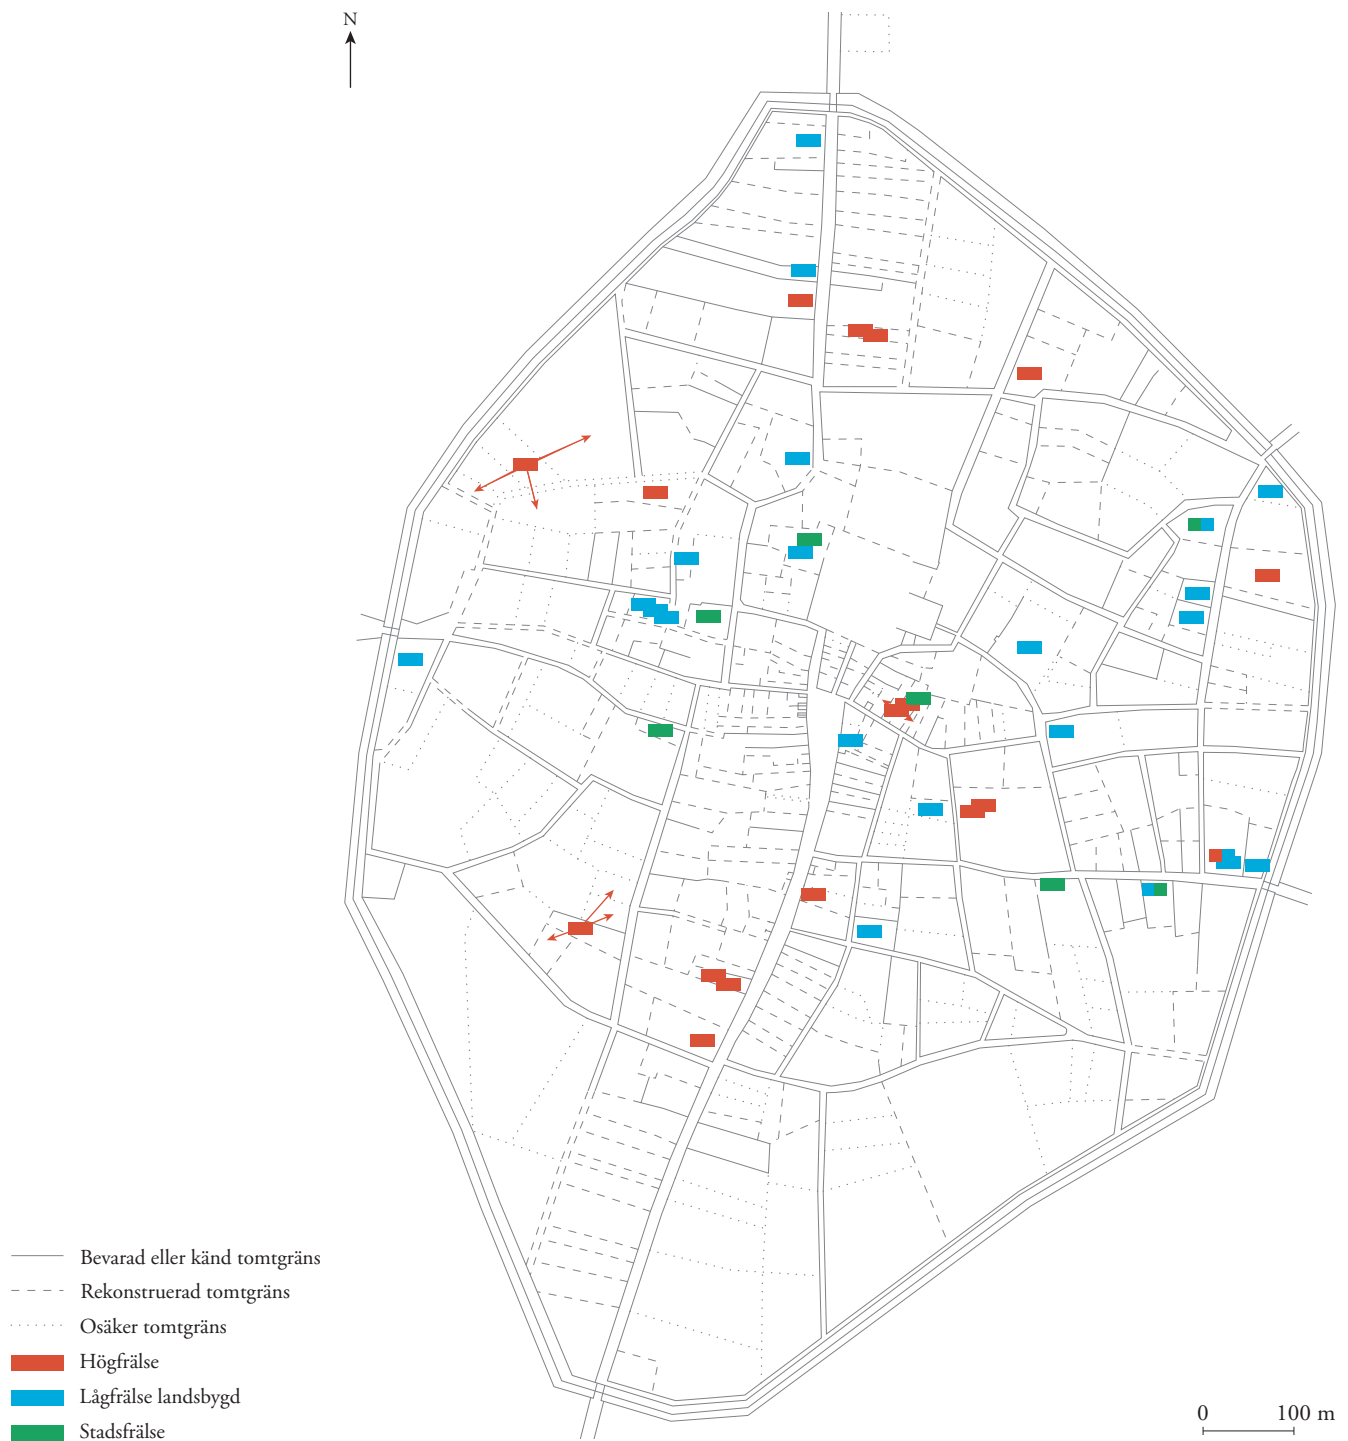 N
Bevarad eller känd tomtgräns
Rekonstruerad tomtgräns
Osäker tomtgräns
Högfrälse
Lågfrälse landsbygd
Stadsfrälse
0 100 m